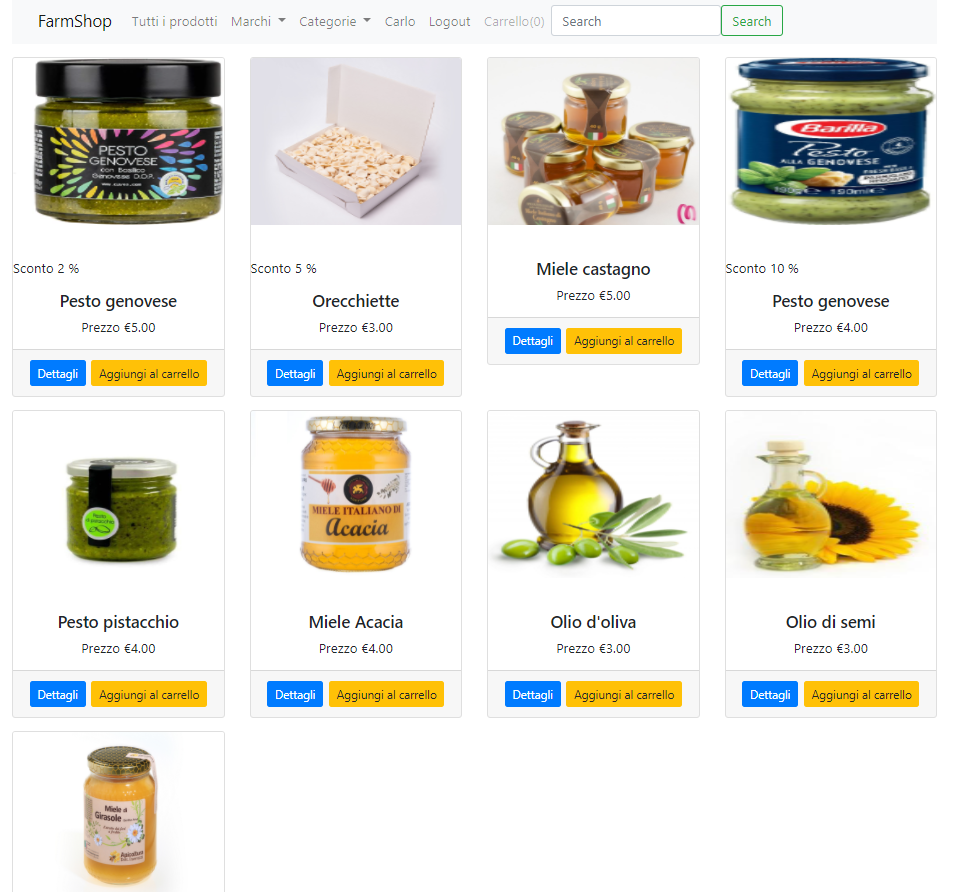 FarmShop Tutti i prodotti Marchi Categorie Carlo Logout Carrello(0) Search Search
PESTO
GENOVESE
con Basilico
Genovese D.O.P.
Barilla
Pesto
ALLA GENOVESE
Sconto 2 %
Pesto genovese
Prezzo €5.00
Dettagli Aggiungi al carrello
Sconto 5 %
Orecchiette
Prezzo €3.00
Dettagli Aggiungi al carrello
Miele castagno
Prezzo €5.00
Dettagli Aggiungi al carrello
Sconto 10 %
Pesto genovese
Prezzo €4.00
Dettagli Aggiungi al carrello
Pesto
di pistacchio
Pesto pistacchio
Prezzo €4.00
Dettagli Aggiungi al carrello
MIELE ITALIANO DI
Acacia
Miele Acacia
Prezzo €4.00
Dettagli Aggiungi al carrello
Olio d'oliva
Prezzo €3.00
Dettagli Aggiungi al carrello
Olio di semi
Prezzo €3.00
Dettagli Aggiungi al carrello
Miele di
Girasole